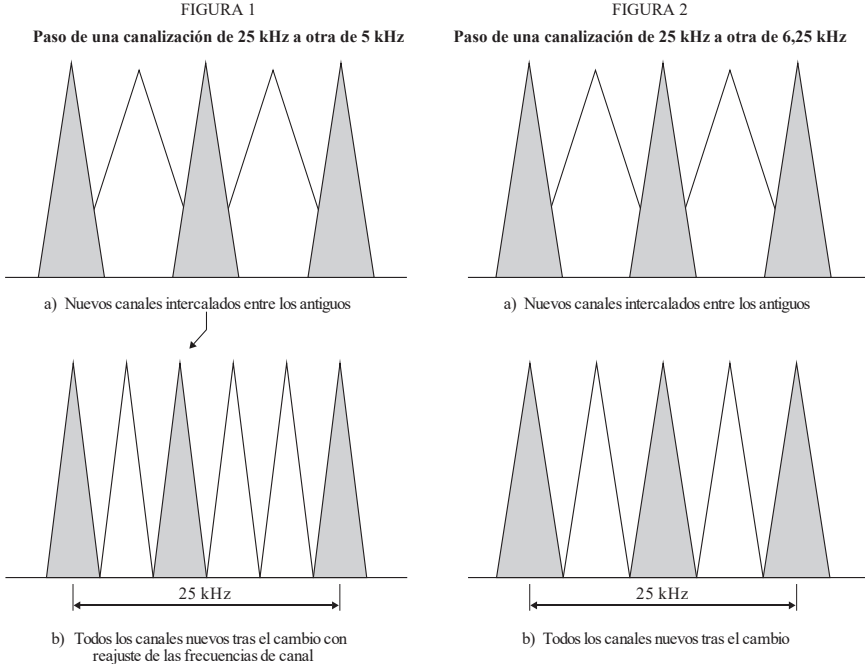 FIGURA 1
Paso de una canalización de 25 kHz a otra de 5 kHz
a) Nuevos canales intercalados entre los antiguos
25 kHz
b) Todos los canales nuevos tras el cambio con
reajuste de las frecuencias de canal
FIGURA 2
Paso de una canalización de 25 kHz a otra de 6,25 kHz
a) Nuevos canales intercalados entre los antiguos
25 kHz
b) Todos los canales nuevos tras el cambio